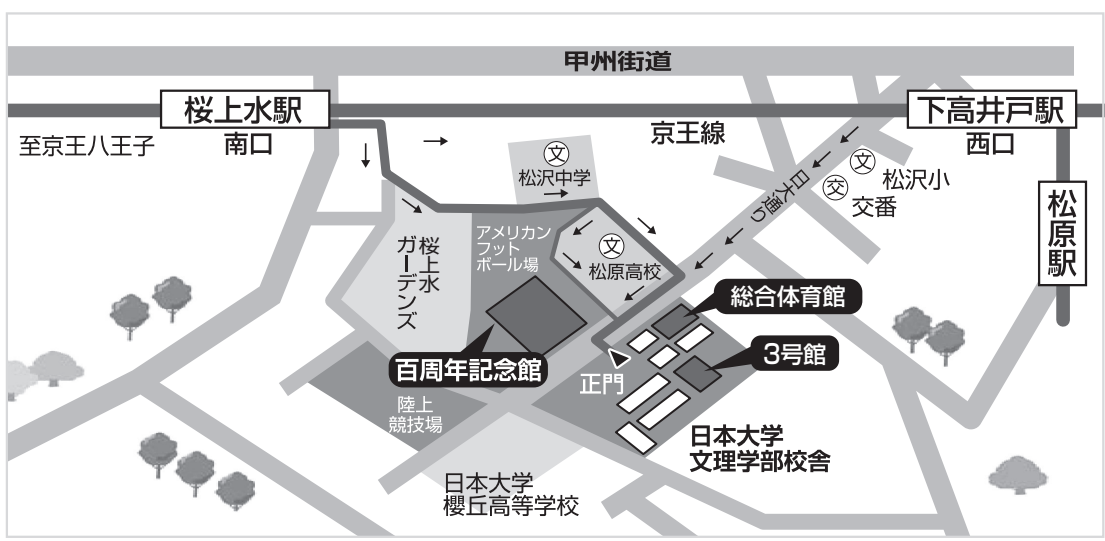 甲州街道
桜上水駅
南口
至京王八王子
京王線
下高井戸駅
西口
松原駅
文
松沢中学
文
松沢小
交
交番
日大通り
アメリカン
フット
ボール場
文
松原高校
桜上水
ガーデンズ
総合体育館
3号館
百周年記念館
正門
陸上
競技場
日本大学
文理学部校舎
日本大学
櫻丘高等学校